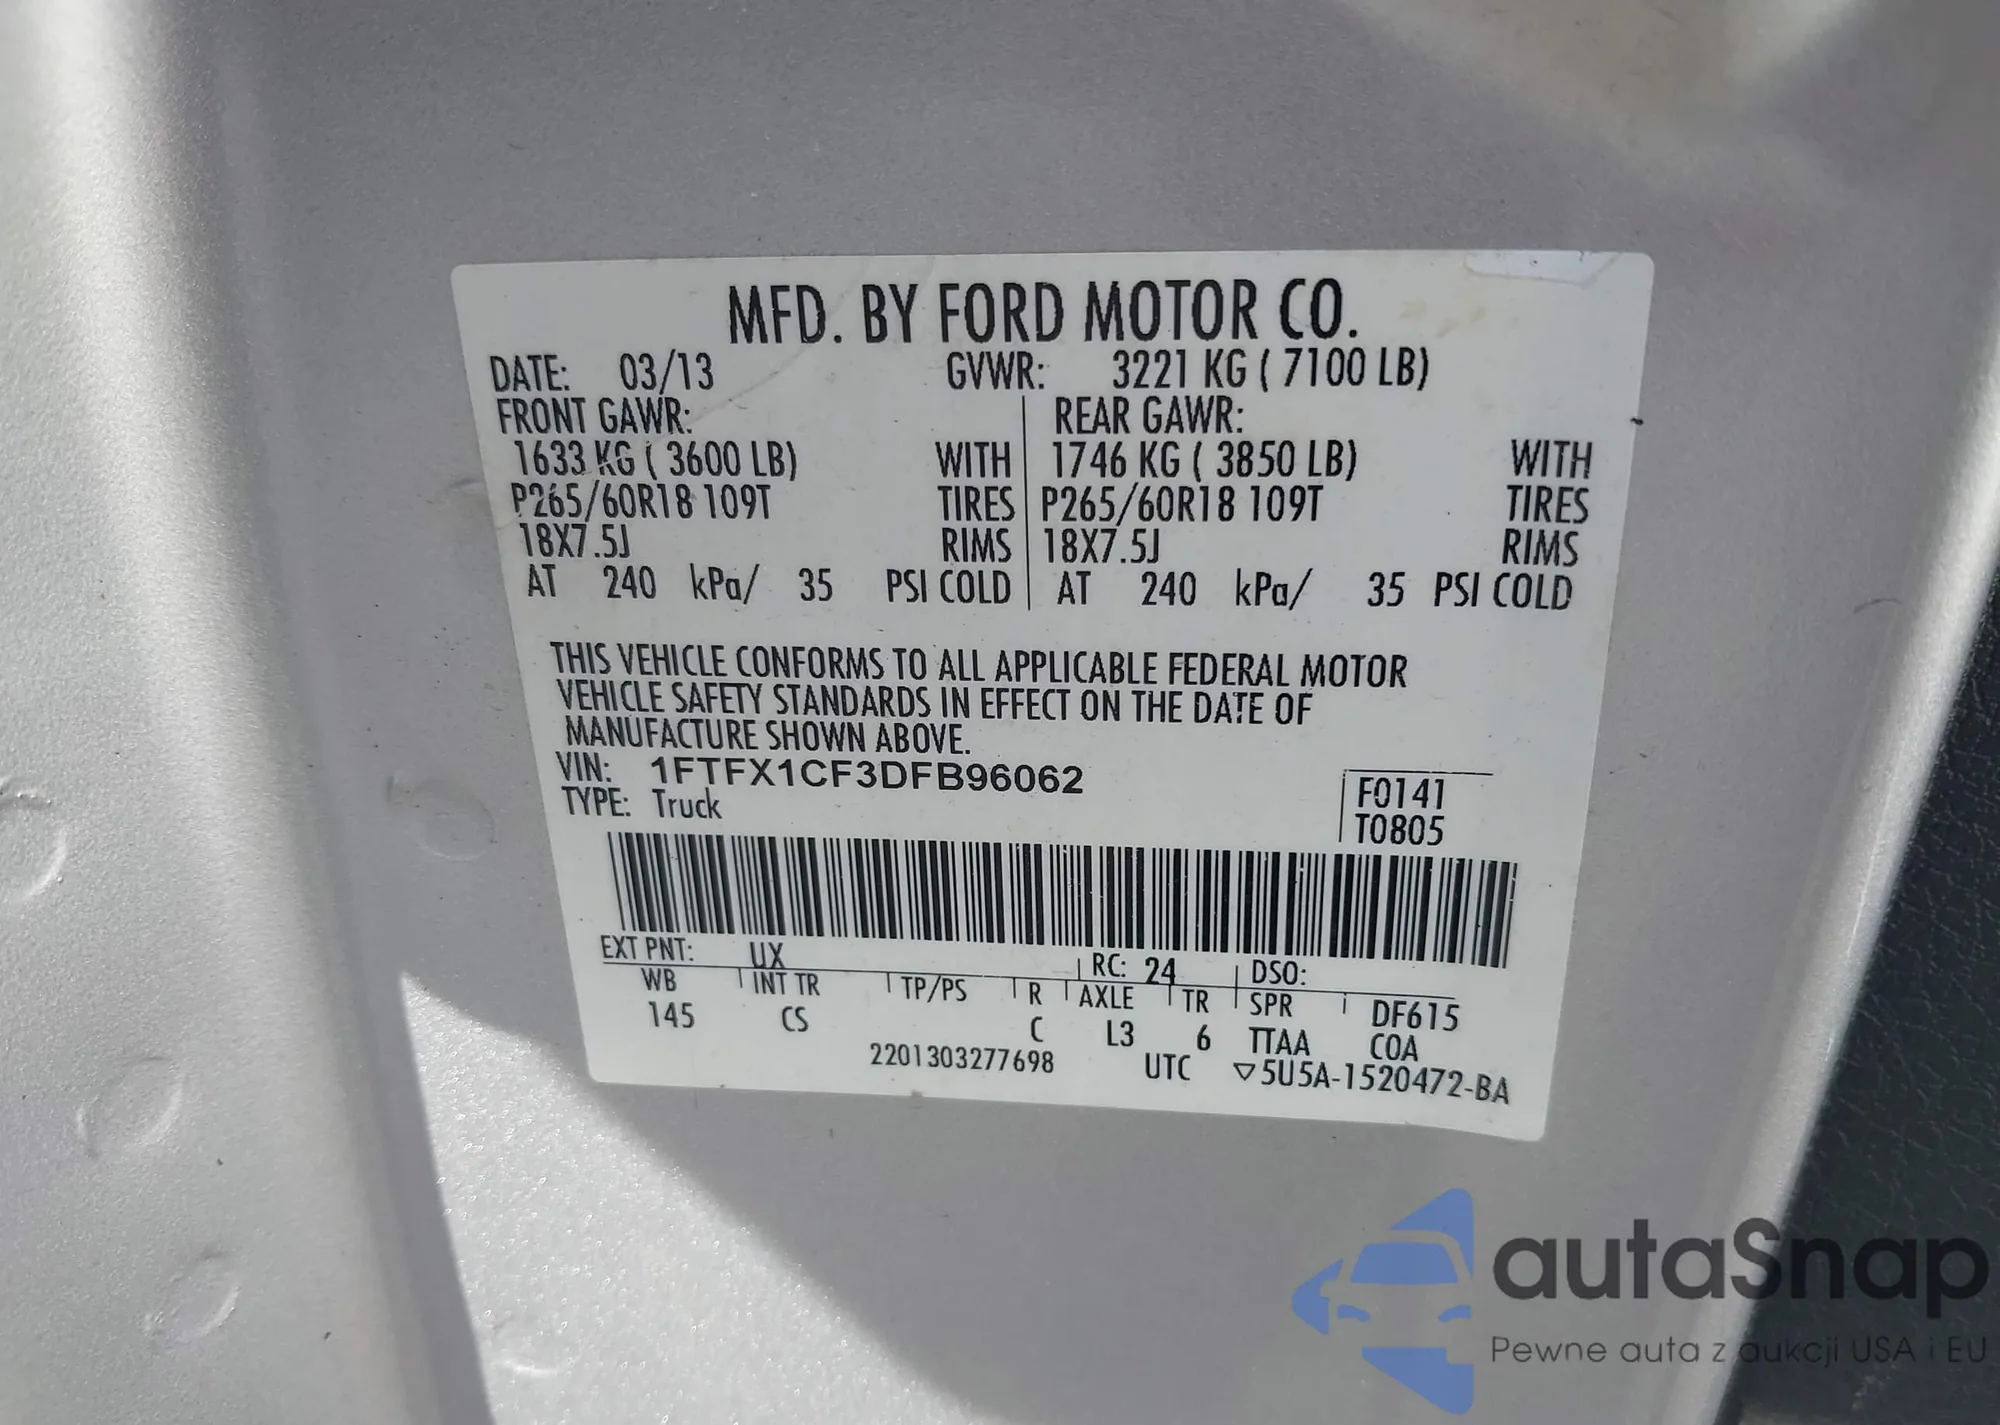 MFD. BY FORD MOTOR CO.
DATE: 03/13 GVWR: 3221 KG ( 7100 LB)
FRONT GAWR: REAR GAWR:
1633 KG ( 3600 LB) WITH 1746 KG ( 3850 LB) WITH
P265/60R18 109T TIRES P265/60R18 109T TIRES
18X7.5J RIMS 18X7.5J RIMS
AT 240 kPa/ 35 PSI COLD AT 240 kPa/ 35 PSI COLD
THIS VEHICLE CONFORMS TO ALL APPLICABLE FEDERAL MOTOR
VEHICLE SAFETY STANDARDS IN EFFECT ON THE DATE OF
MANUFACTURE SHOWN ABOVE.
VIN: 1FTFX1CF3DFB96062
TYPE: Truck
F0141
T0805
EXT PNT: UX RC: 24 DSO:
WB INT TR TP/PS R AXLE TR SPR DF615
145 CS C L3 6 TTAA COA
2201303277698 UTC ▽5U5A-1520472-BA
autaSnap
Pewne auta z aukcji USA i EU